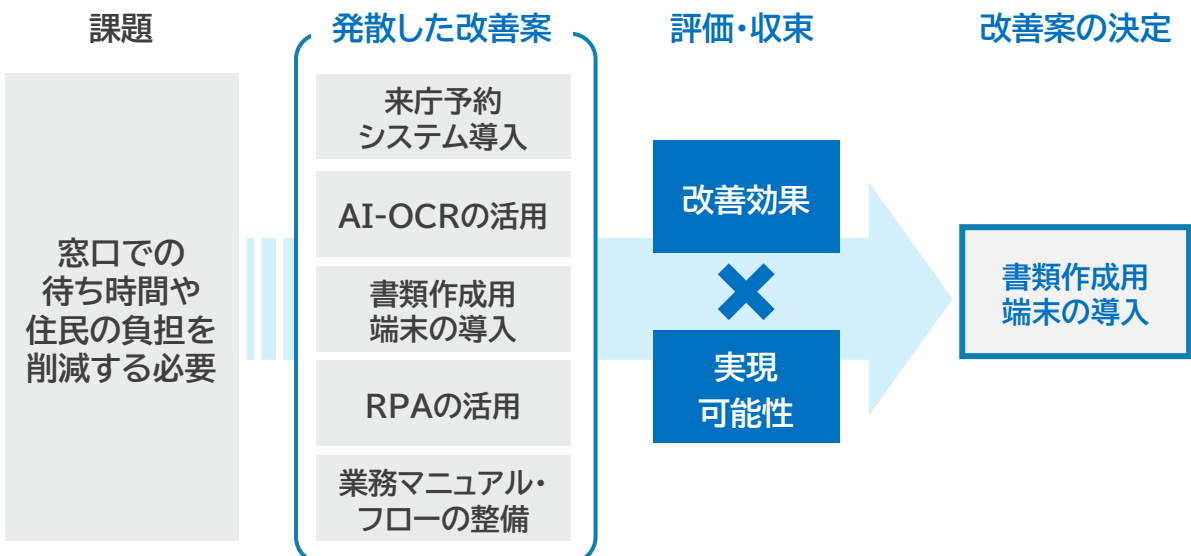 課題
発散した改善案
評価・収束
改善案の決定
窓口での
待ち時間や
住民の負担を
削減する必要
来庁予約
システム導入
AI-OCRの活用
書類作成用
端末の導入
RPAの活用
業務マニュアル・
フローの整備
改善効果
実現
可能性
書類作成用
端末の導入